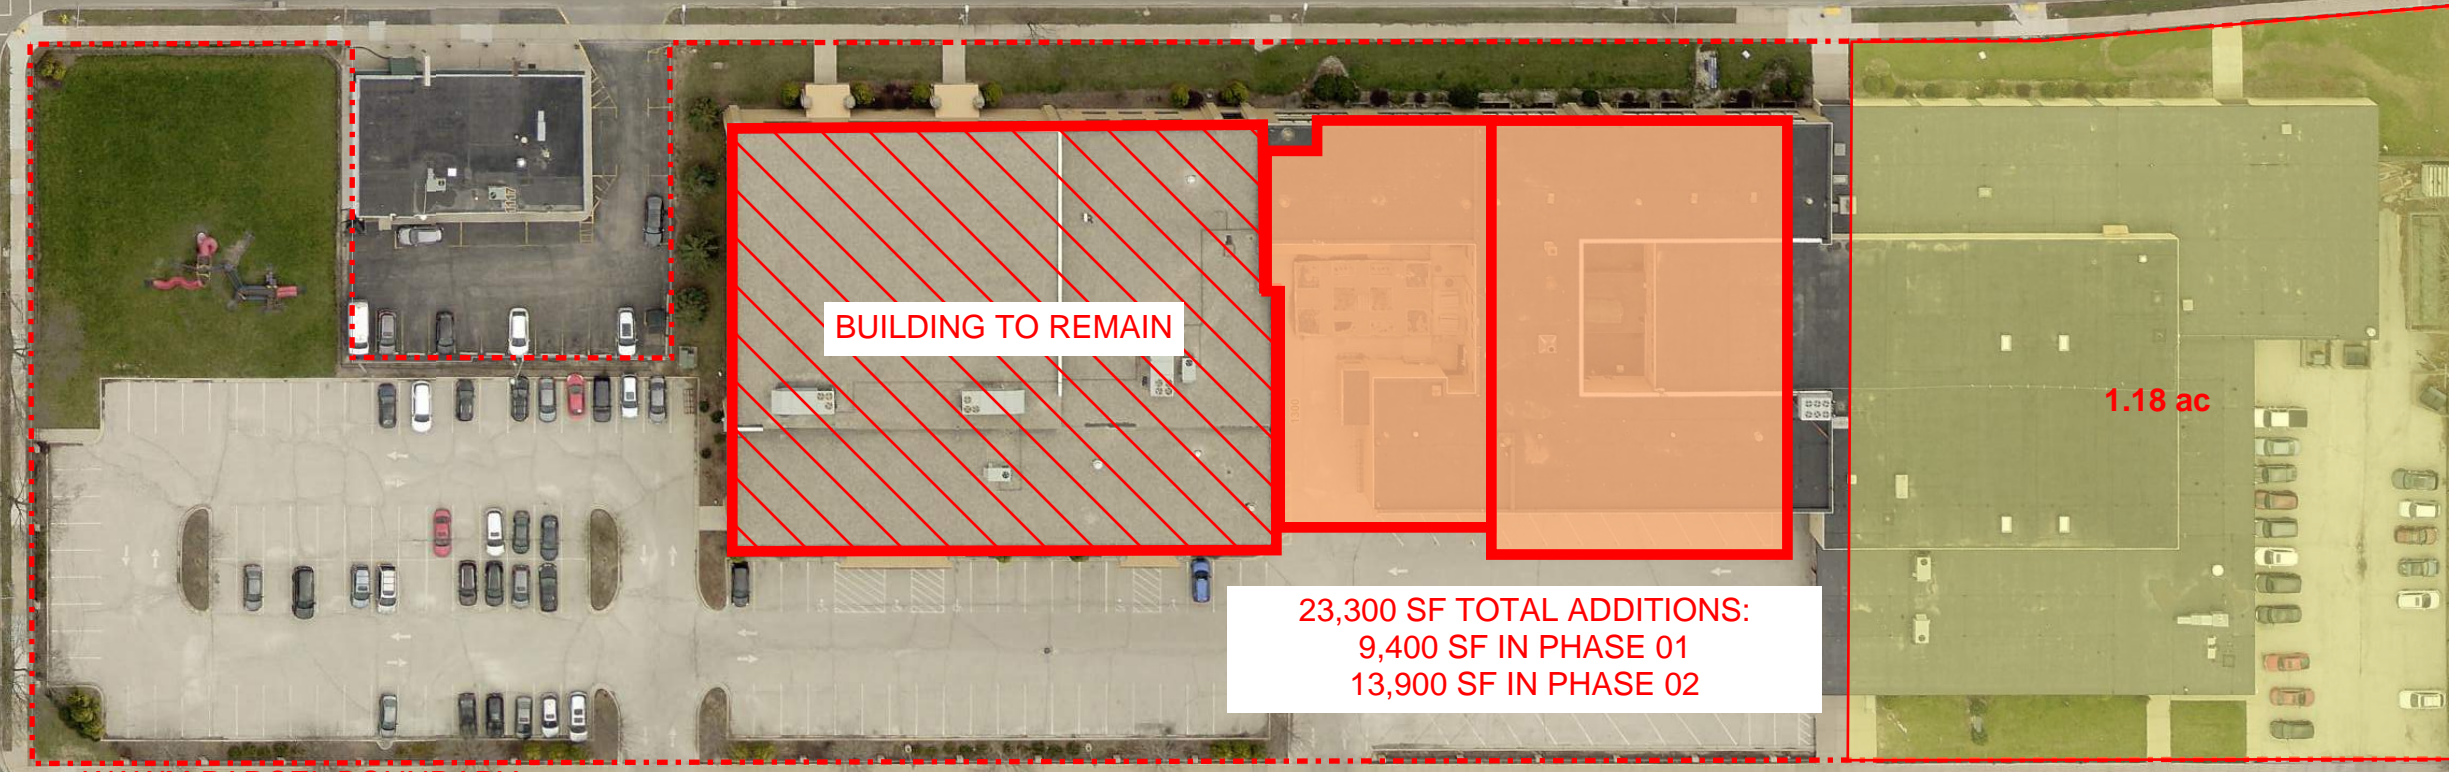 BUILDING TO REMAIN
1.18 ac
23,300 SF TOTAL ADDITIONS:
9,400 SF IN PHASE 01
13,900 SF IN PHASE 02